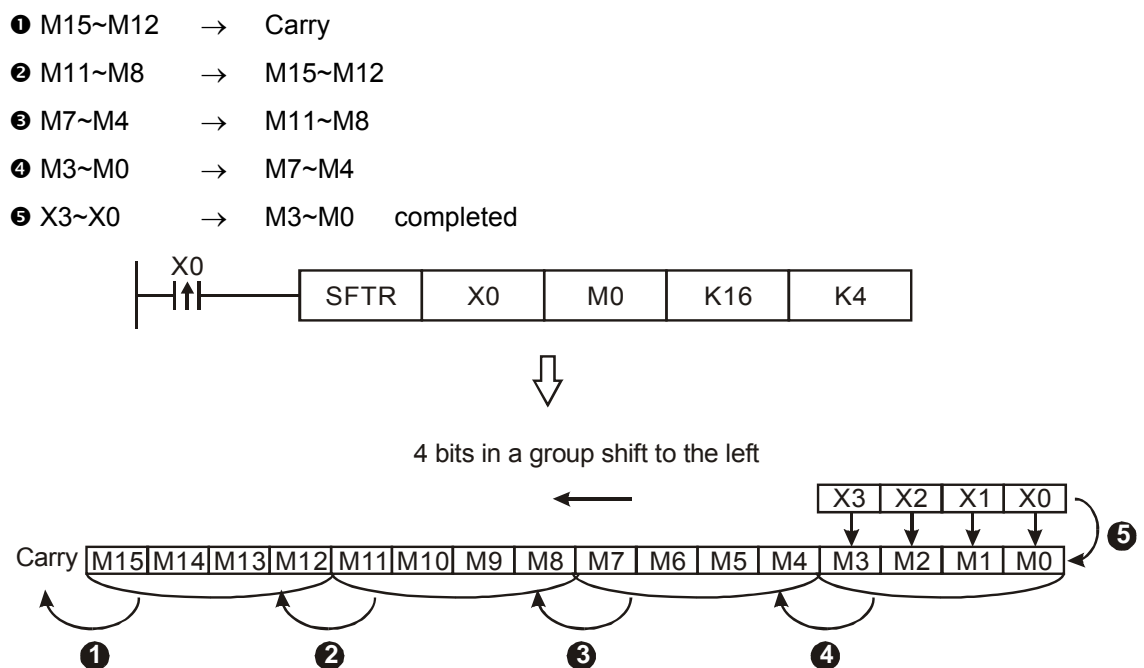 ❶ M15~M12 → Carry
❷ M11~M8 → M15~M12
❸ M7~M4 → M11~M8
❹ M3~M0 → M7~M4
❺ X3~X0 → M3~M0 completed
X0
SFTR X0 M0 K16 K4
4 bits in a group shift to the left
X3 X2 X1 X0
❺
Carry M15 M14 M13 M12 M11 M10 M9 M8 M7 M6 M5 M4 M3 M2 M1 M0
❶ ❷ ❸ ❹